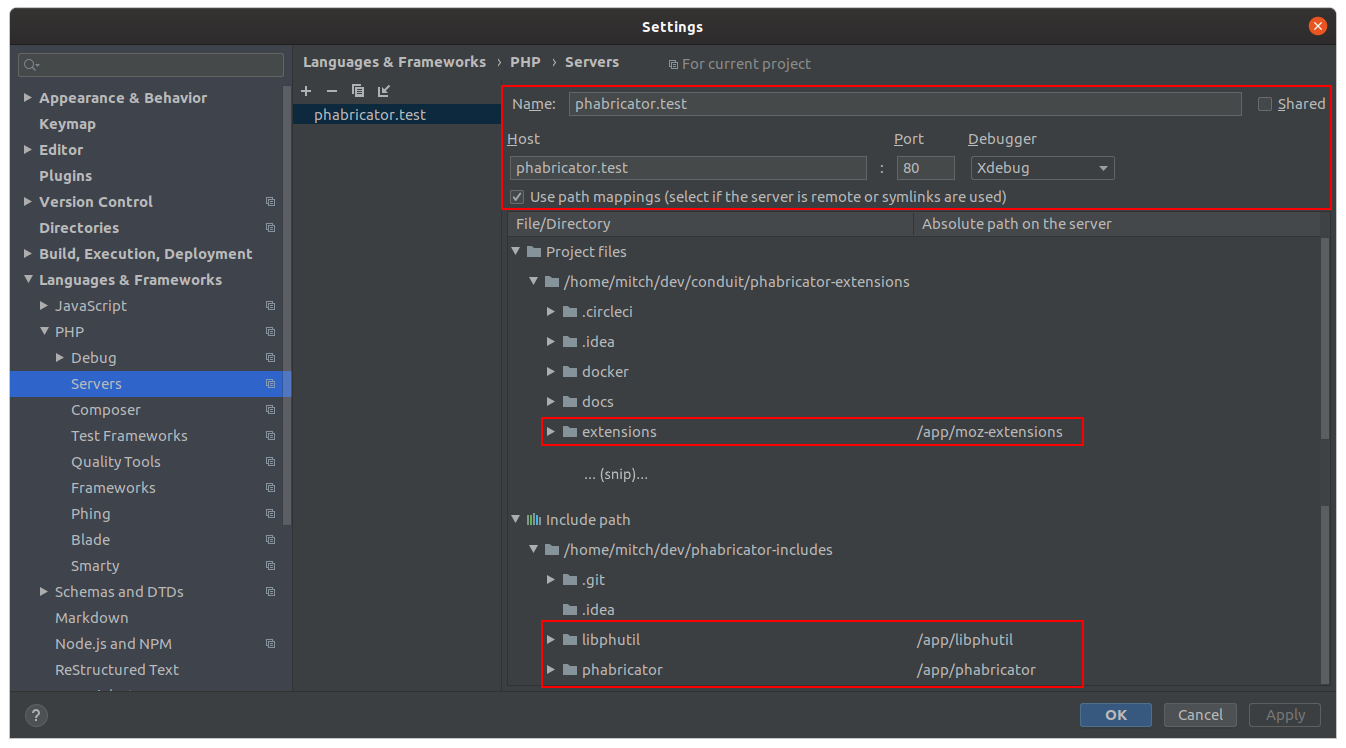 Settings
Languages & Frameworks › PHP › Servers For current project
Appearance & Behavior
Keymap
Editor
Plugins
Version Control
Directories
Build, Execution, Deployment
Languages & Frameworks
JavaScript
PHP
Debug
Servers
Composer
Test Frameworks
Quality Tools
Frameworks
Phing
Blade
Smarty
Schemas and DTDs
Markdown
Node.js and NPM
ReStructured Text
phabricator.test
Name: phabricator.test Shared
Host Port Debugger
phabricator.test : 80 Xdebug
Use path mappings (select if the server is remote or symlinks are used)
File/Directory Absolute path on the server
Project files
/home/mitch/dev/conduit/phabricator-extensions
.circleci
.idea
docker
docs
extensions /app/moz-extensions
... (snip)...
Include path
/home/mitch/dev/phabricator-includes
.git
.idea
libphutil /app/libphutil
phabricator /app/phabricator
? OK Cancel Apply